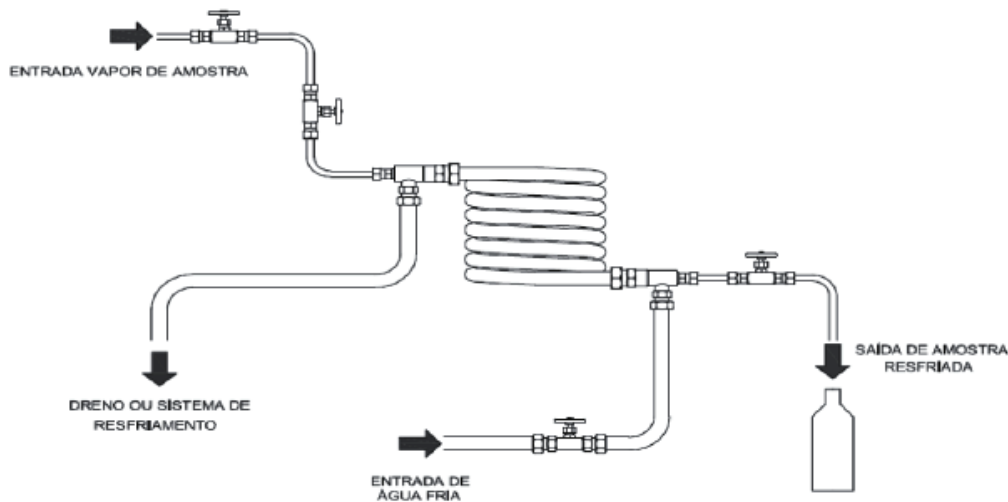 ENTRADA VAPOR DE AMOSTRA
SAÍDA DE AMOSTRA
RESFRIADA
DRENO OU SISTEMA DE
RESFRIAMENTO
ENTRADA DE
ÁGUA FRIA